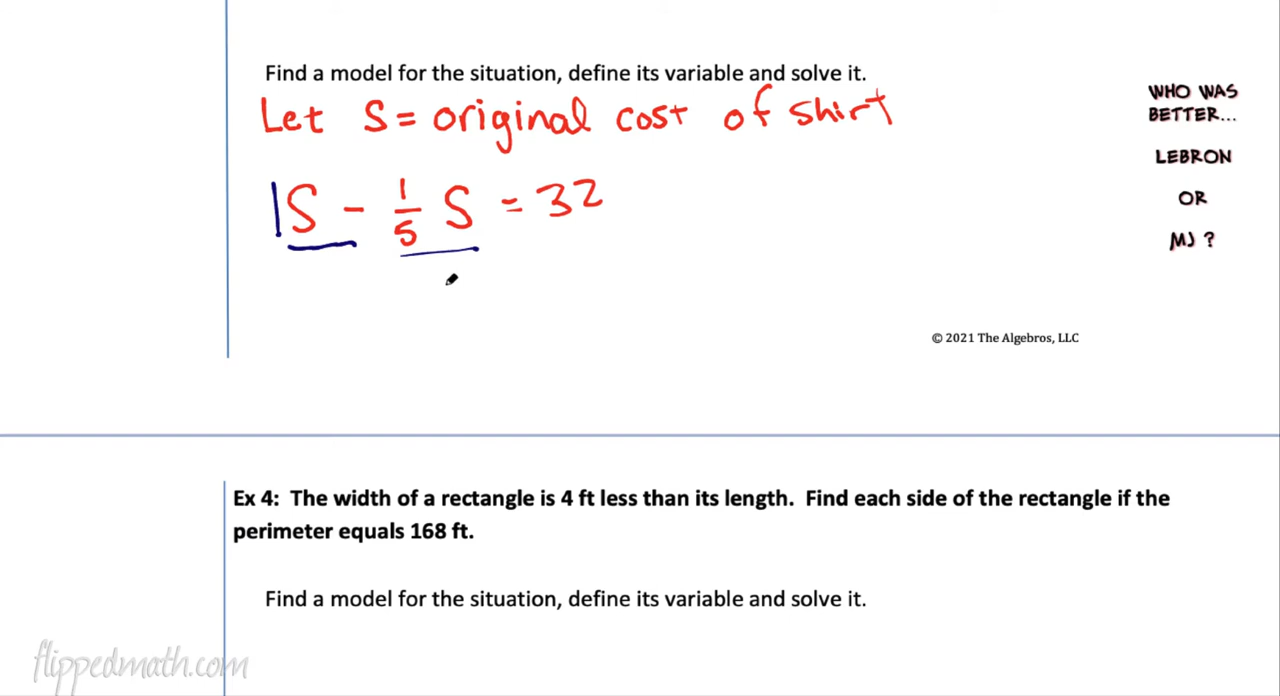 Find a model for the situation, define its variable and solve it.
Let S = original cost of shirt
1S - 1/5 S = 32
WHO WAS
BETTER...
LEBRON
OR
MJ ?
© 2021 The Algebros, LLC
Ex 4: The width of a rectangle is 4 ft less than its length. Find each side of the rectangle if the
perimeter equals 168 ft.
Find a model for the situation, define its variable and solve it.
flippedmath.com